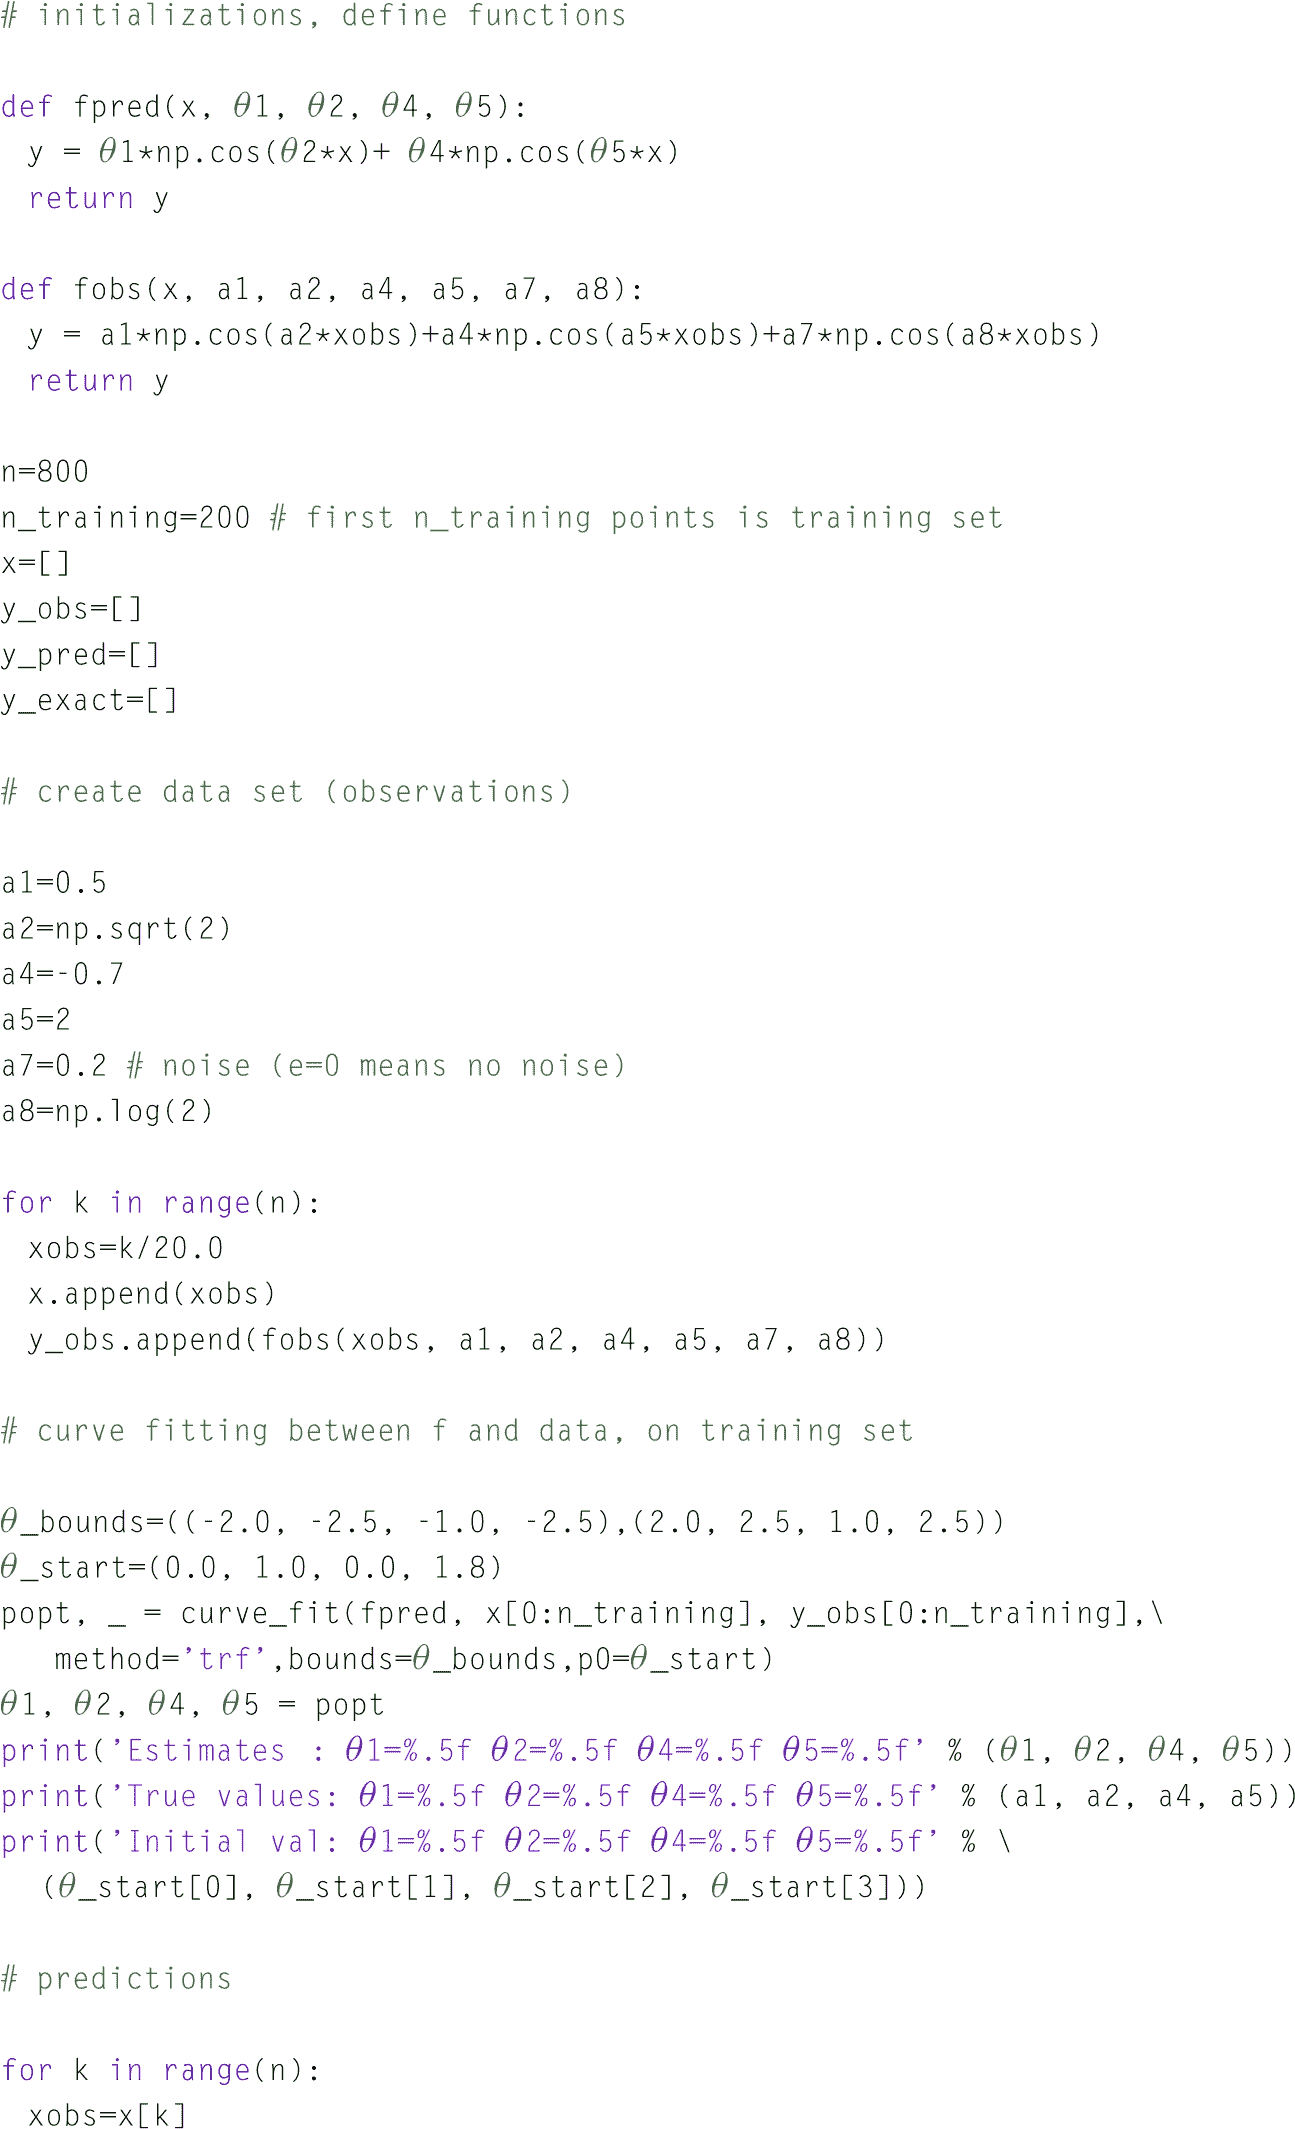 # initializations, define functions
def fpred(x, θ1, θ2, θ4, θ5):
y = θ1*np.cos(θ2*x)+ θ4*np.cos(θ5*x)
return y
def fobs(x, a1, a2, a4, a5, a7, a8):
y = a1*np.cos(a2*xobs)+a4*np.cos(a5*xobs)+a7*np.cos(a8*xobs)
return y
n=800
n_training=200 # first n_training points is training set
x=[]
y_obs=[]
y_pred=[]
y_exact=[]
# create data set (observations)
a1=0.5
a2=np.sqrt(2)
a4=-0.7
a5=2
a7=0.2 # noise (e=0 means no noise)
a8=np.log(2)
for k in range(n):
xobs=k/20.0
x.append(xobs)
y_obs.append(fobs(xobs, a1, a2, a4, a5, a7, a8))
# curve fitting between f and data, on training set
θ_bounds=((-2.0, -2.5, -1.0, -2.5),(2.0, 2.5, 1.0, 2.5))
θ_start=(0.0, 1.0, 0.0, 1.8)
popt, _ = curve_fit(fpred, x[0:n_training], y_obs[0:n_training],\
method='trf',bounds=θ_bounds,p0=θ_start)
θ1, θ2, θ4, θ5 = popt
print('Estimates : θ1=%.5f θ2=%.5f θ4=%.5f θ5=%.5f' % (θ1, θ2, θ4, θ5))
print('True values: θ1=%.5f θ2=%.5f θ4=%.5f θ5=%.5f' % (a1, a2, a4, a5))
print('Initial val: θ1=%.5f θ2=%.5f θ4=%.5f θ5=%.5f' % \
(θ_start[0], θ_start[1], θ_start[2], θ_start[3]))
# predictions
for k in range(n):
xobs=x[k]